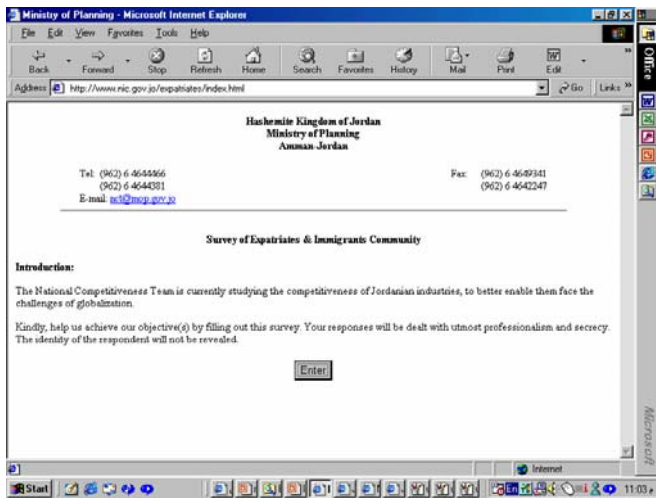 Ministry of Planning - Microsoft Internet Explorer
File Edit View Favorites Tools Help
Back Forward Stop Refresh Home Search Favorites History Mail Print Edit
Address http://www.nic.gov.jo/expatriates/index.html Go Links
Office
Hashemite Kingdom of Jordan
Ministry of Planning
Amman-Jordan
Tel: (962) 6 4644466 Fax: (962) 6 4649341
(962) 6 4644381 (962) 6 4642247
E-mail: nct@mop.gov.jo
Survey of Expatriates & Immigrants Community
Introduction:
The National Competitiveness Team is currently studying the competitiveness of Jordanian industries, to better enable them face the
challenges of globalization.
Kindly, help us achieve our objective(s) by filling out this survey. Your responses will be dealt with utmost professionalism and secrecy.
The identity of the respondent will not be revealed.
Enter
Microsoft
Internet
Start En 11:03